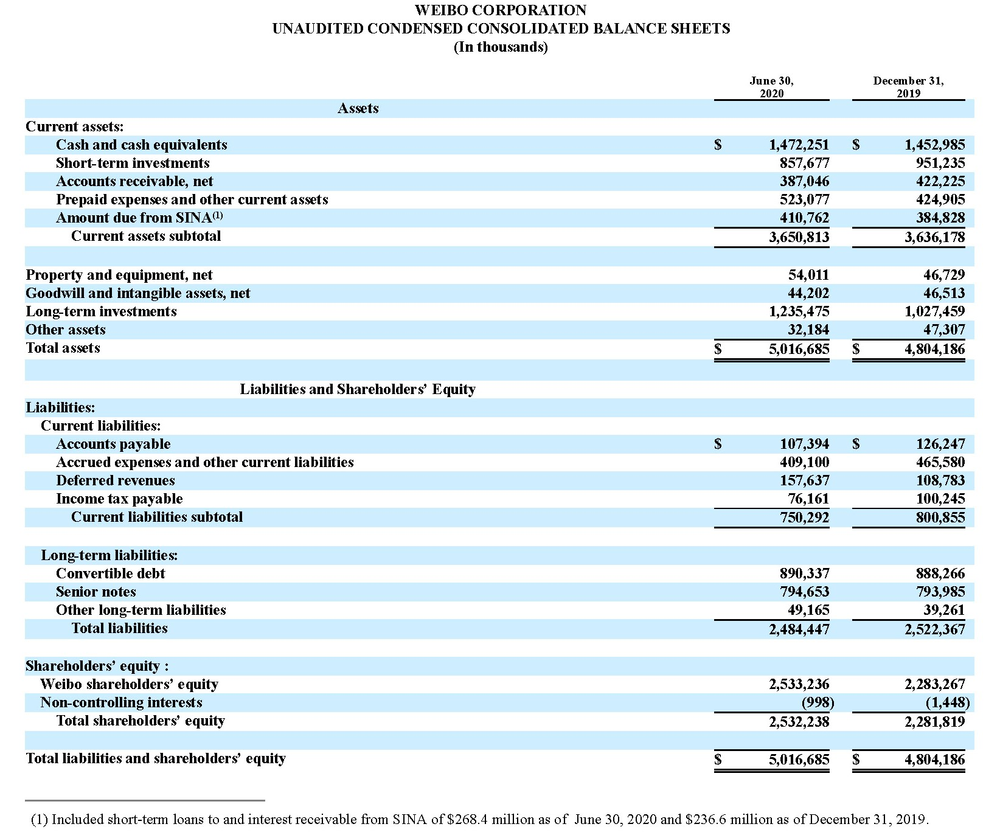 WEIBO CORPORATION
UNAUDITED CONDENSED CONSOLIDATED BALANCE SHEETS
(In thousands)
June 30, December 31,
2020 2019
Assets
Current assets:
Cash and cash equivalents $ 1,472,251 $ 1,452,985
Short-term investments 857,677 951,235
Accounts receivable, net 387,046 422,225
Prepaid expenses and other current assets 523,077 424,905
Amount due from SINA(1) 410,762 384,828
Current assets subtotal 3,650,813 3,636,178
Property and equipment, net 54,011 46,729
Goodwill and intangible assets, net 44,202 46,513
Long-term investments 1,235,475 1,027,459
Other assets 32,184 47,307
Total assets $ 5,016,685 $ 4,804,186
Liabilities and Shareholders’ Equity
Liabilities:
Current liabilities:
Accounts payable $ 107,394 $ 126,247
Accrued expenses and other current liabilities 409,100 465,580
Deferred revenues 157,637 108,783
Income tax payable 76,161 100,245
Current liabilities subtotal 750,292 800,855
Long-term liabilities:
Convertible debt 890,337 888,266
Senior notes 794,653 793,985
Other long-term liabilities 49,165 39,261
Total liabilities 2,484,447 2,522,367
Shareholders’ equity :
Weibo shareholders’ equity 2,533,236 2,283,267
Non-controlling interests (998) (1,448)
Total shareholders’ equity 2,532,238 2,281,819
Total liabilities and shareholders’ equity $ 5,016,685 $ 4,804,186
(1) Included short-term loans to and interest receivable from SINA of $268.4 million as of June 30, 2020 and $236.6 million as of December 31, 2019.